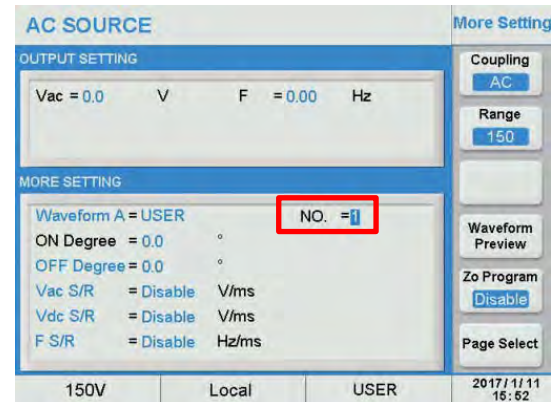 AC SOURCE
More Setting
OUTPUT SETTING
Vac = 0.0 V F = 0.00 Hz
Coupling
AC
Range
150
MORE SETTING
Waveform A = USER NO. =1
ON Degree = 0.0 °
OFF Degree = 0.0 °
Vac S/R = Disable V/ms
Vdc S/R = Disable V/ms
F S/R = Disable Hz/ms
Waveform
Preview
Zo Program
Disable
Page Select
150V Local USER
2017/1/11
15:52